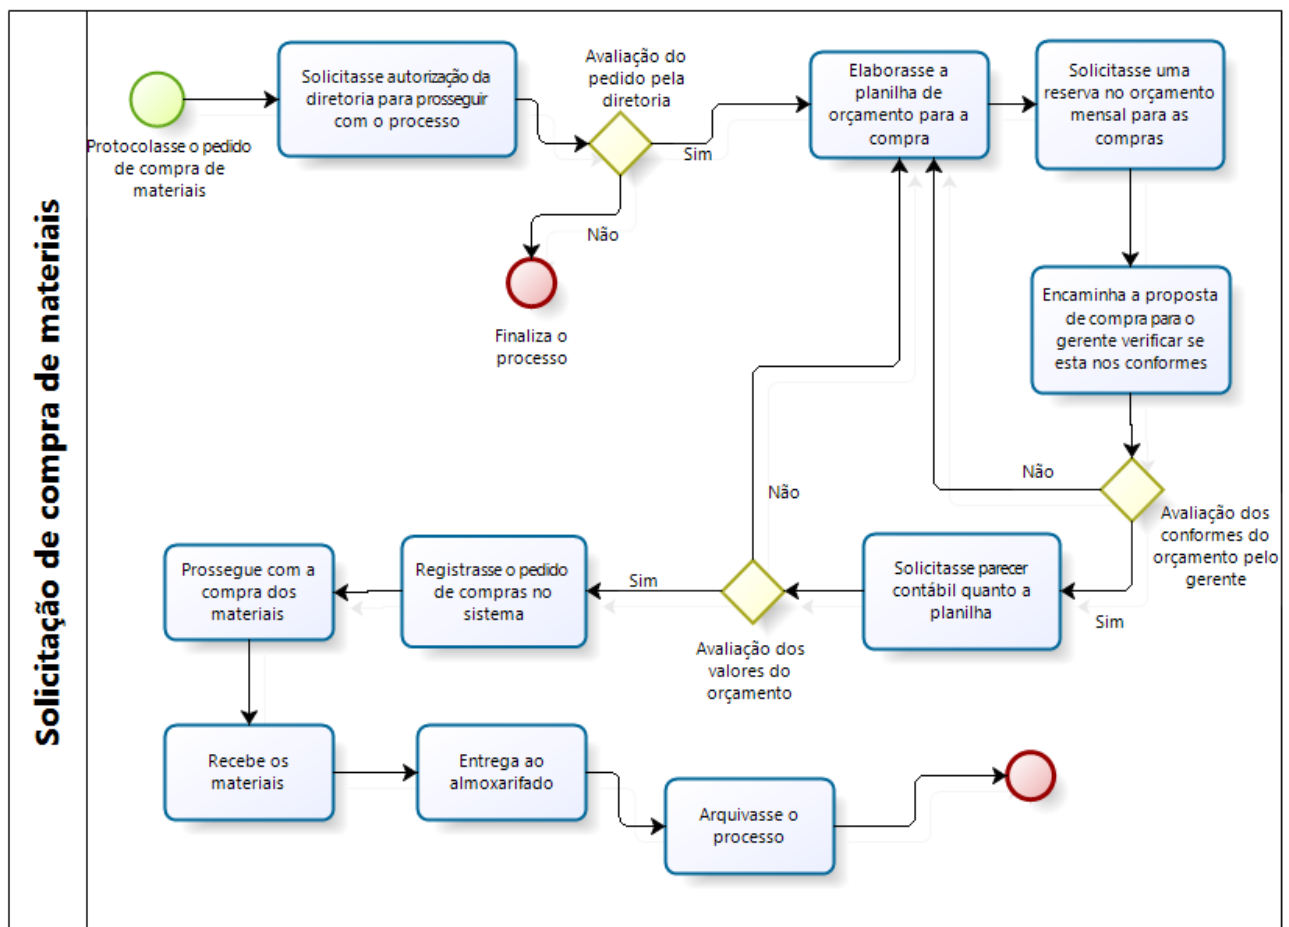 Solicitação de compra de materiais
Protocolasse o pedido
de compra de
materiais
Solicitasse autorização da
diretoria para prosseguir
com o processo
Avaliação do
pedido pela
diretoria
Sim
Não
Finaliza o
processo
Elaborasse a
planilha de
orçamento para a
compra
Solicitasse uma
reserva no orçamento
mensal para as
compras
Encaminha a proposta
de compra para o
gerente verificar se
esta nos conformes
Não
Avaliação dos
conformes do
orçamento pelo
gerente
Sim
Solicitasse parecer
contábil quanto a
planilha
Não
Avaliação dos
valores do
orçamento
Sim
Registrasse o pedido
de compras no
sistema
Prossegue com a
compra dos
materiais
Recebe os
materiais
Entrega ao
almoxarifado
Arquivasse o
processo